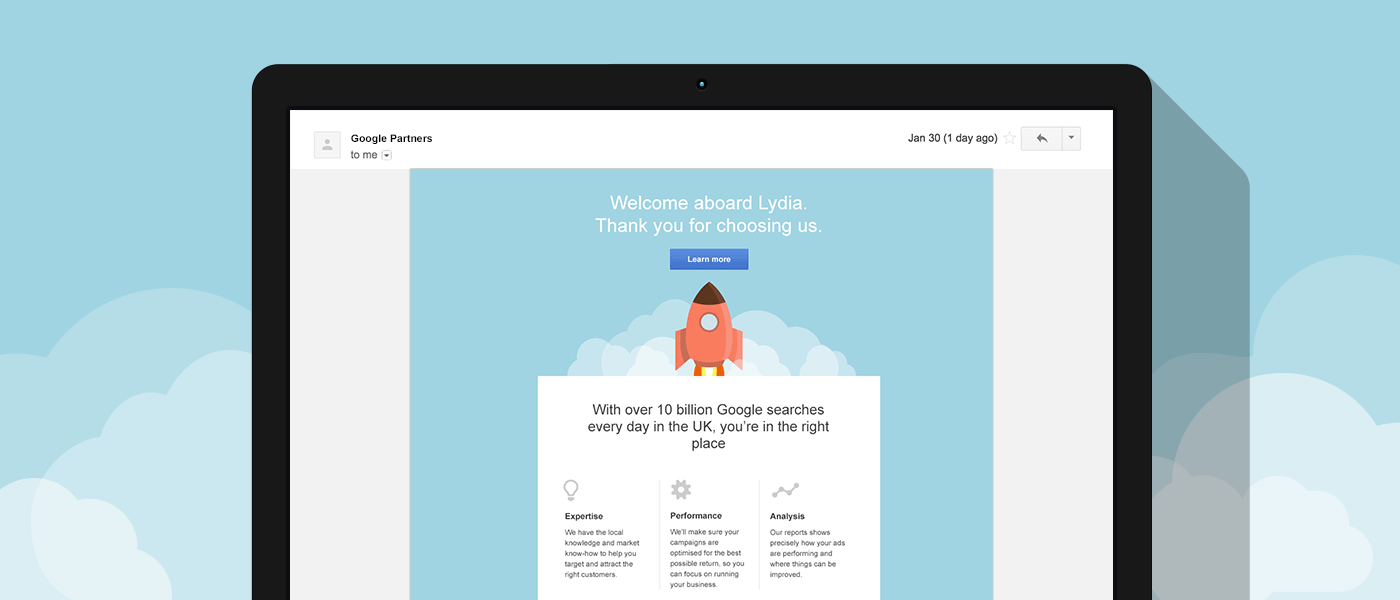 Google Partners
to me
Jan 30 (1 day ago)
Welcome aboard Lydia.
Thank you for choosing us.
Learn more
With over 10 billion Google searches
every day in the UK, you're in the right
place
Expertise
We have the local
knowledge and market
know-how to help you
target and attract the
right customers.
Performance
We'll make sure your
campaigns are
optimised for the best
possible return, so you
can focus on running
your business.
Analysis
Our reports shows
precisely how your ads
are performing and
where things can be
improved.